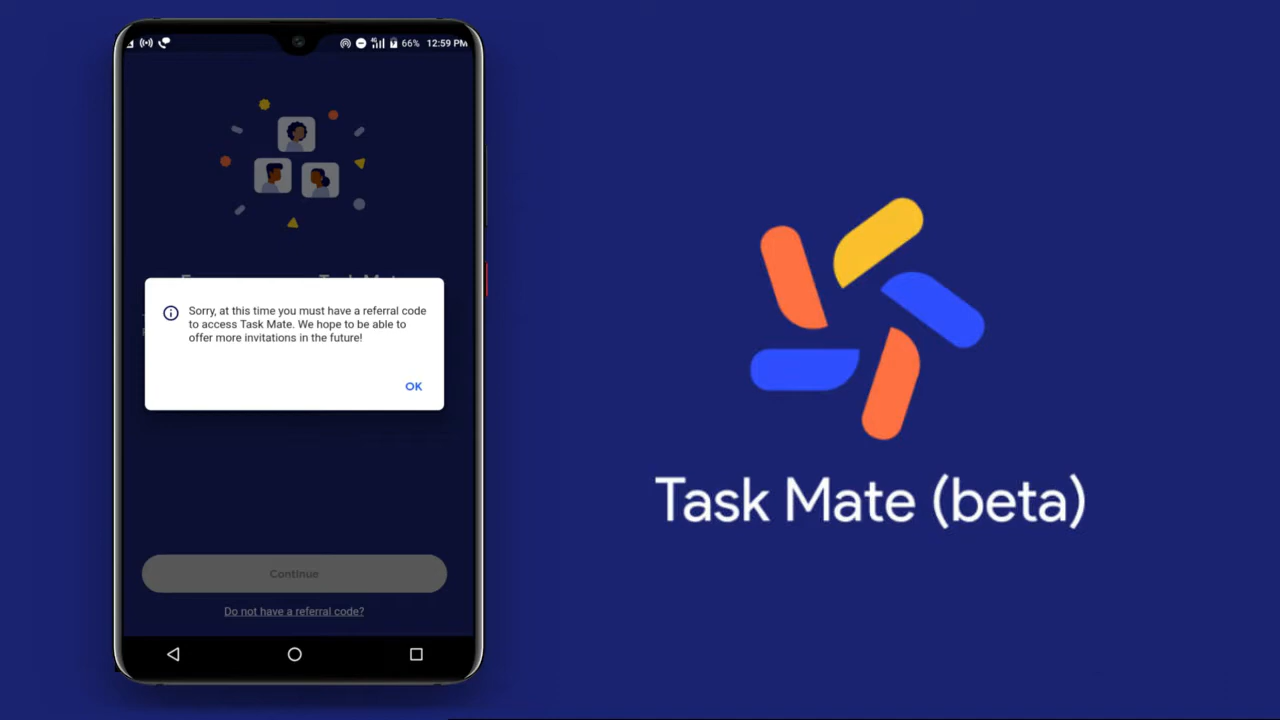 66% 12:59 PM
Sorry, at this time you must have a referral code
to access Task Mate. We hope to be able to
offer more invitations in the future!
OK
Continue
Do not have a referral code?
Task Mate (beta)